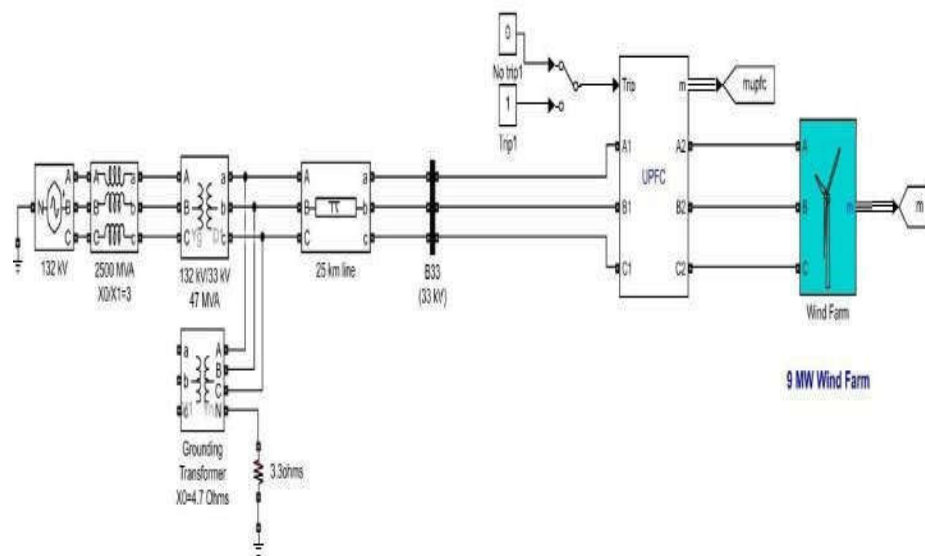 0
No trip1
1
Trip1
Trip
m
mupfc
A1
A2
UPFC
B1
B2
C1
C2
A
B
C
m
m
Wind Farm
9 MW Wind Farm
N
A
B
C
132 kV
A
B
C
a
b
c
2500 MVA
X0/X1=3
A
B
C
a
b
c
Yg
132 kV/33 kV
47 MVA
A
B
C
a
b
c
25 km line
B33
(33 kV)
a
b
A
B
C
N
Grounding
Transformer
X0=4.7 Ohms
3.3ohms